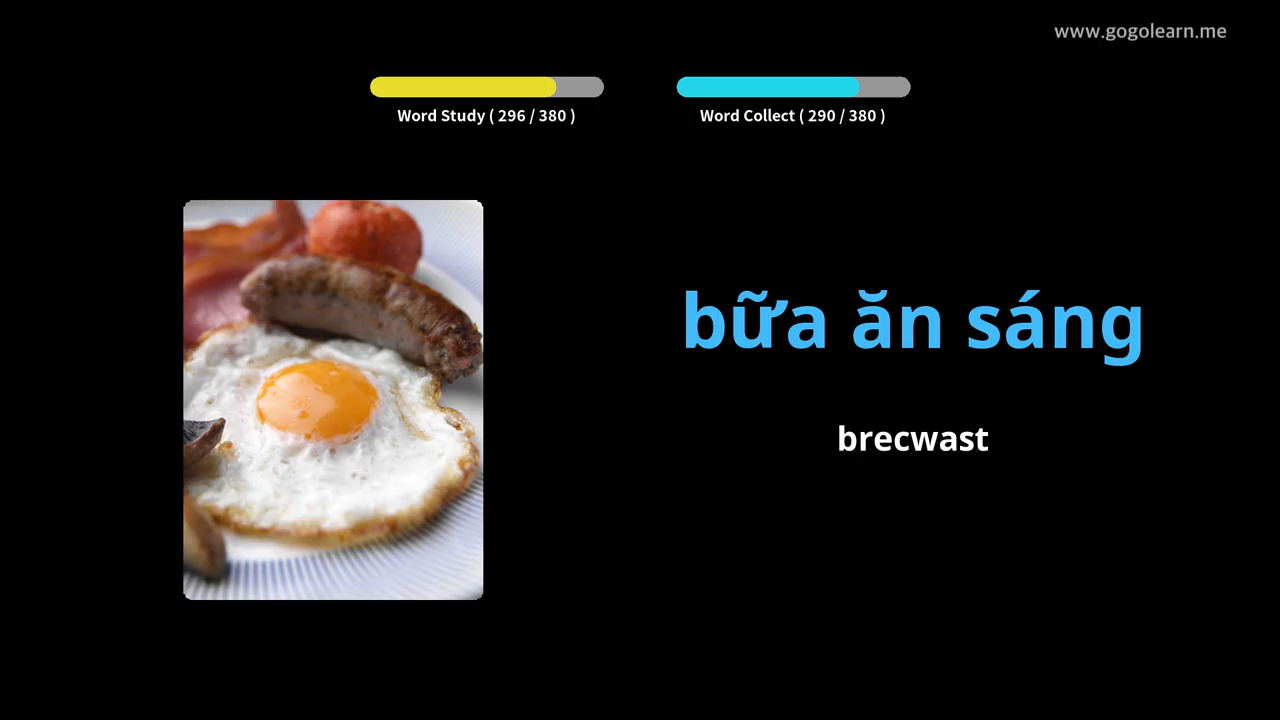 www.gogolearn.me
Word Study ( 296 / 380 )
Word Collect ( 290 / 380 )
bữa ăn sáng
brecwast